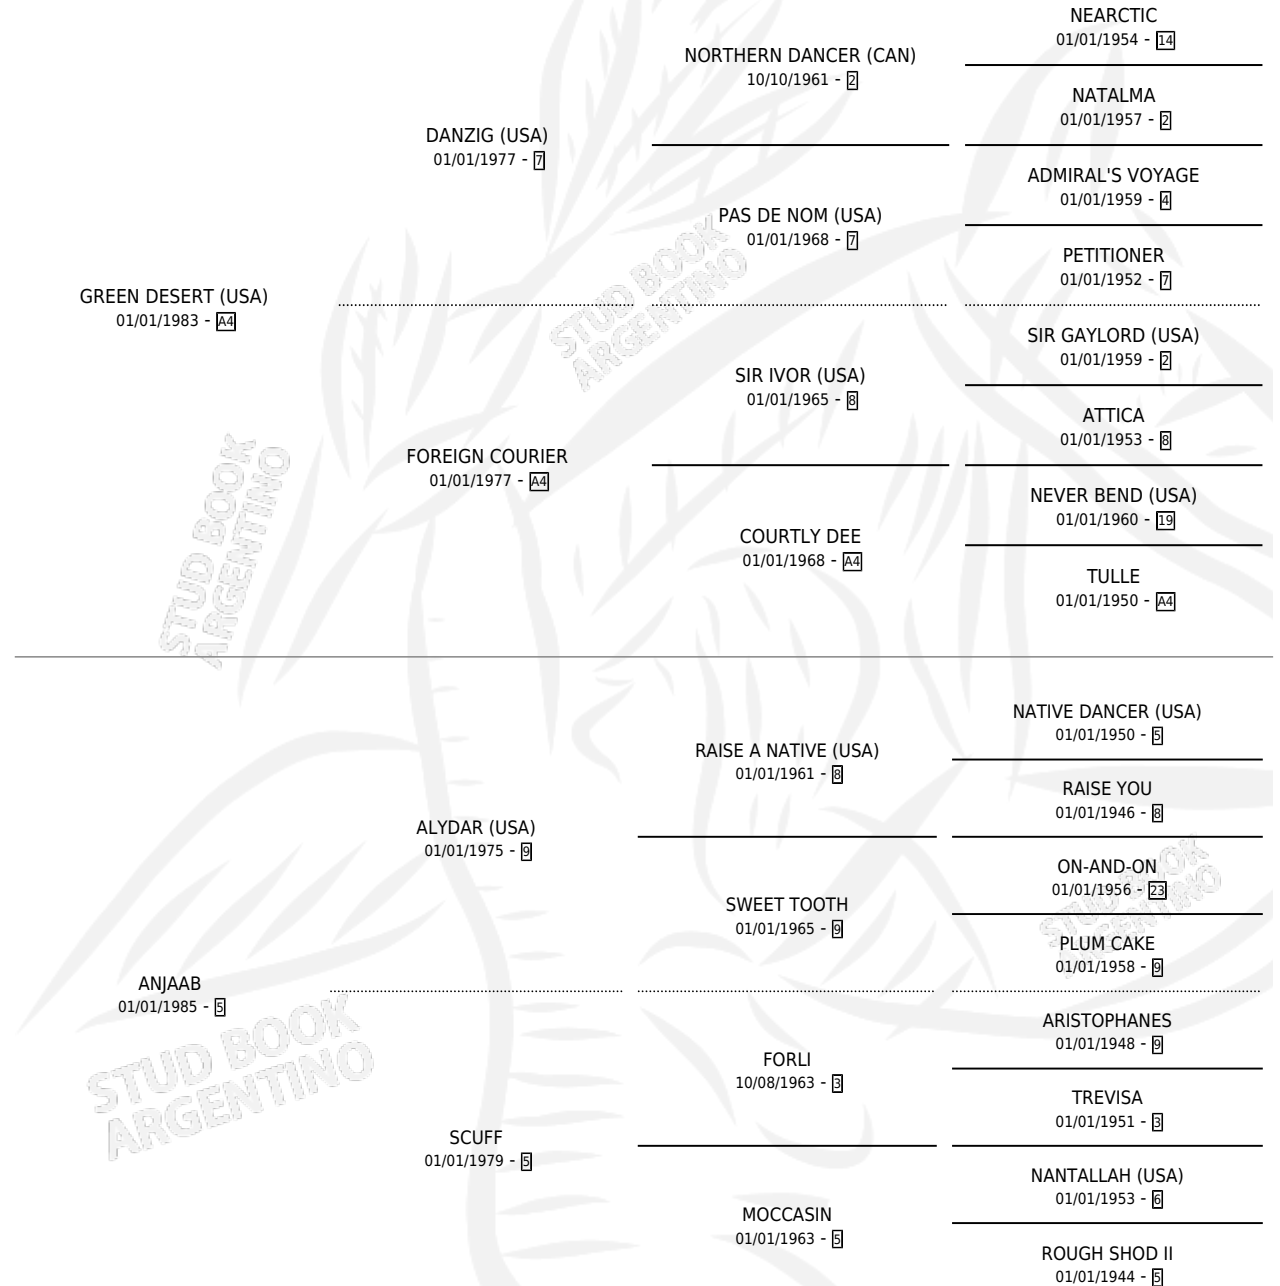 NEARCTIC
01/01/1954 - 14
NORTHERN DANCER (CAN)
10/10/1961 - 2
NATALMA
01/01/1957 - 2
DANZIG (USA)
01/01/1977 - 7
ADMIRAL'S VOYAGE
01/01/1959 - 4
PAS DE NOM (USA)
01/01/1968 - 7
PETITIONER
01/01/1952 - 7
GREEN DESERT (USA)
01/01/1983 - A4
SIR GAYLORD (USA)
01/01/1959 - 2
SIR IVOR (USA)
01/01/1965 - 8
ATTICA
01/01/1953 - 8
FOREIGN COURIER
01/01/1977 - A4
NEVER BEND (USA)
01/01/1960 - 19
COURTLY DEE
01/01/1968 - A4
TULLE
01/01/1950 - A4
STUD BOOK
ARGENTINO
STUD BOOK
ARGENTINO
NATIVE DANCER (USA)
01/01/1950 - 5
RAISE A NATIVE (USA)
01/01/1961 - 8
RAISE YOU
01/01/1946 - 8
ALYDAR (USA)
01/01/1975 - 9
ON-AND-ON
01/01/1956 - 23
SWEET TOOTH
01/01/1965 - 9
PLUM CAKE
01/01/1958 - 9
ANJAAB
01/01/1985 - 5
ARISTOPHANES
01/01/1948 - 9
FORLI
10/08/1963 - 3
TREVISA
01/01/1951 - 3
SCUFF
01/01/1979 - 5
NANTALLAH (USA)
01/01/1953 - 6
MOCCASIN
01/01/1963 - 5
ROUGH SHOD II
01/01/1944 - 5
STUD BOOK
ARGENTINO
STUD BOOK
ARGENTINO